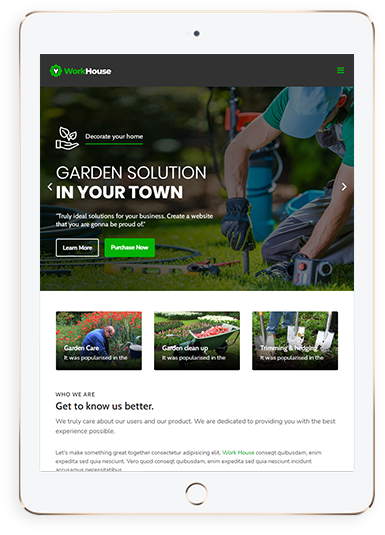 WorkHouse
Decorate your home
GARDEN SOLUTION
IN YOUR TOWN
"Truly ideal solutions for your business. Create a website
that you are gonna be proud of."
Learn More
Purchase Now
Garden Care
It was popularised in the
Garden clean up
It was popularised in the
Trimming & hedging
It was popularised in the
WHO WE ARE
Get to know us better.
We truly care about our users and our product. We are dedicated to providing you with the best
experience possible.
Let's make something great together consectetur adipisicing elit. Work House conseqt quibusdam, enim
expedita sed quia nesciunt. Vero quod conseqt quibusdam, enim expedita sed quia nesciunt incidunt
accusamus necessitatibus